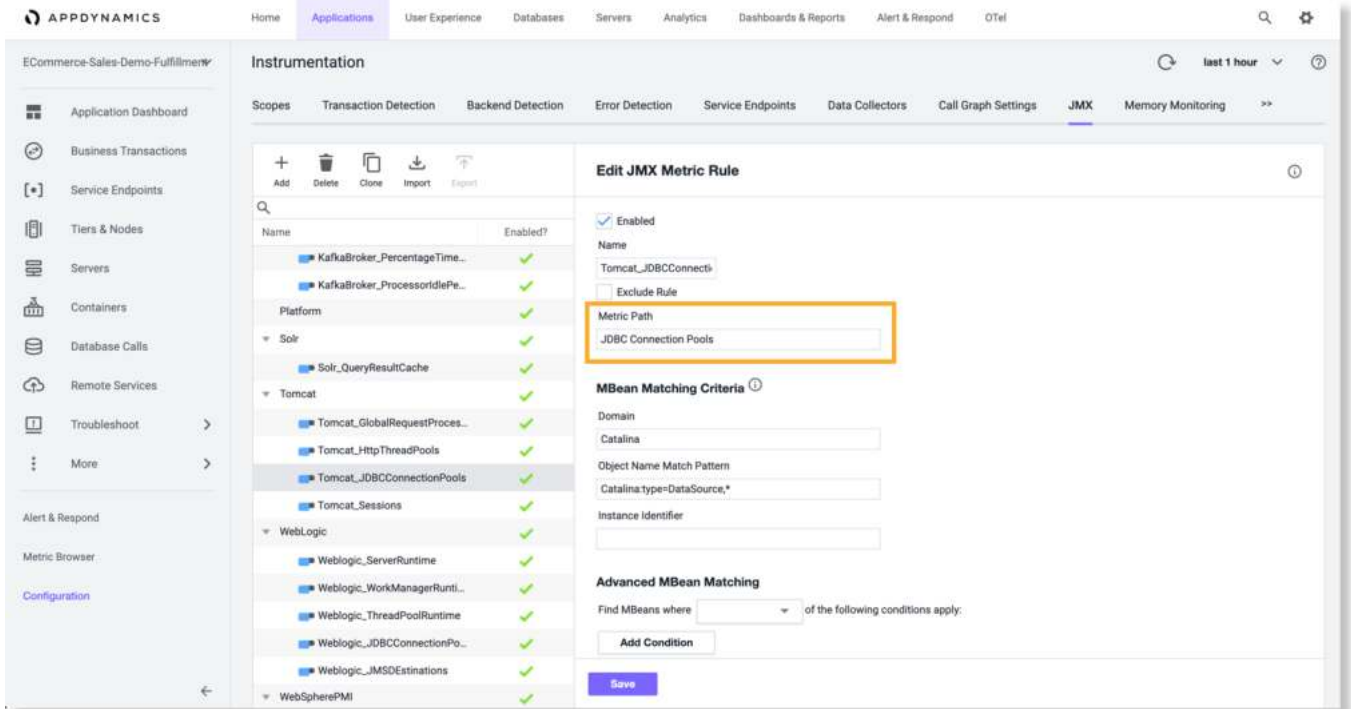 APPDYNAMICS
Home Applications User Experience Databases Servers Analytics Dashboards & Reports Alert & Respond OTel
ECommerce-Sales-Demo-Fulfillment
Application Dashboard
Business Transactions
Service Endpoints
Tiers & Nodes
Servers
Containers
Database Calls
Remote Services
Troubleshoot
More
Alert & Respond
Metric Browser
Configuration
Instrumentation
last 1 hour
Scopes Transaction Detection Backend Detection Error Detection Service Endpoints Data Collectors Call Graph Settings JMX Memory Monitoring >>
Add Delete Clone Import Export
Name Enabled?
KafkaBroker_PercentageTime...
KafkaBroker_ProcessorIdlePe...
Platform
Solr
Solr_QueryResultCache
Tomcat
Tomcat_GlobalRequestProces...
Tomcat_HttpThreadPools
Tomcat_JDBCConnectionPools
Tomcat_Sessions
WebLogic
Weblogic_ServerRuntime
Weblogic_WorkManagerRunti...
Weblogic_ThreadPoolRuntime
Weblogic_JDBCConnectionPo...
Weblogic_JMSDEstinations
WebSpherePMI
Edit JMX Metric Rule
Enabled
Name
Tomcat_JDBCConnecti
Exclude Rule
Metric Path
JDBC Connection Pools
MBean Matching Criteria
Domain
Catalina
Object Name Match Pattern
Catalina:type=DataSource,*
Instance Identifier
Advanced MBean Matching
Find MBeans where of the following conditions apply:
Add Condition
Save